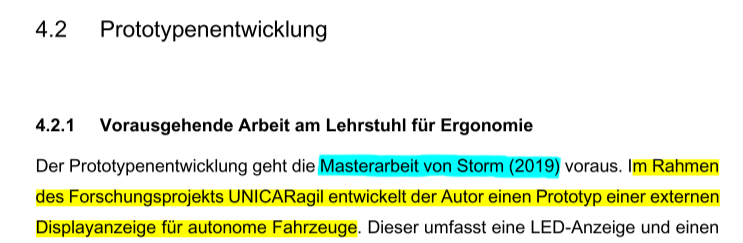 4.2 Prototypenentwicklung
4.2.1 Vorausgehende Arbeit am Lehrstuhl für Ergonomie
Der Prototypenentwicklung geht die Masterarbeit von Storm (2019) voraus. Im Rahmen
des Forschungsprojekts UNICARagil entwickelt der Autor einen Prototyp einer externen
Displayanzeige für autonome Fahrzeuge. Dieser umfasst eine LED-Anzeige und einen